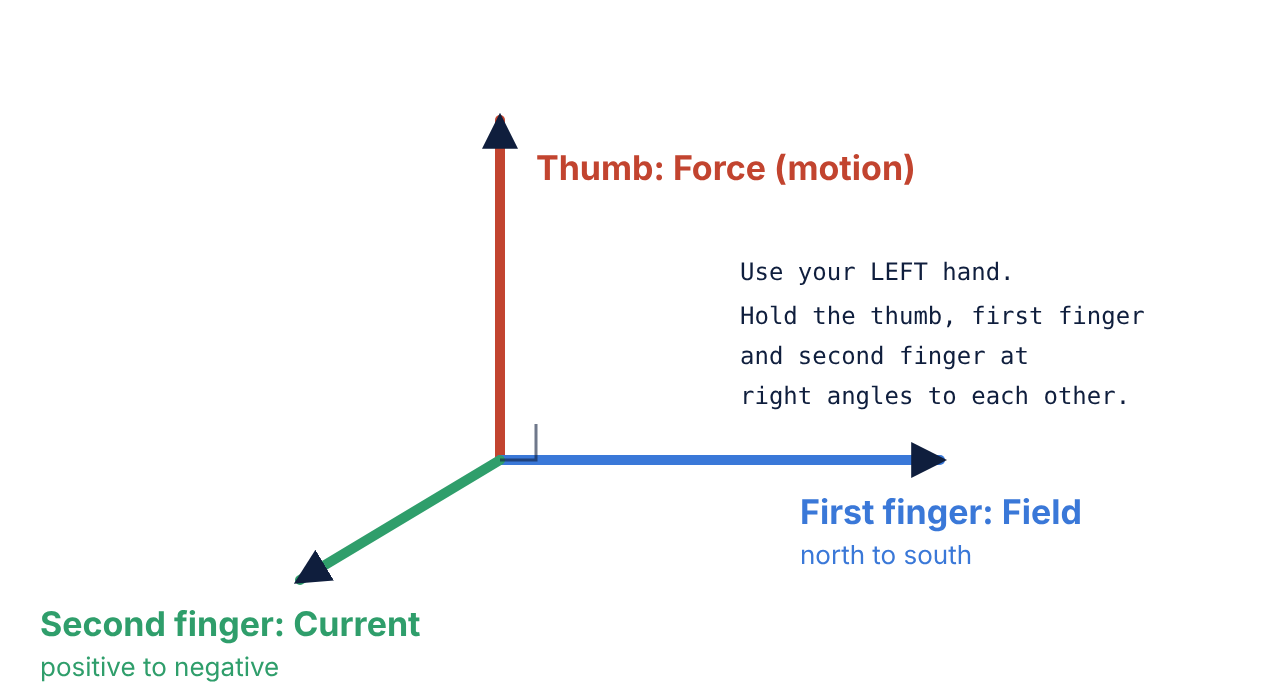 Thumb: Force (motion)
Use your LEFT hand.
Hold the thumb, first finger
and second finger at
right angles to each other.
First finger: Field
north to south
Second finger: Current
positive to negative